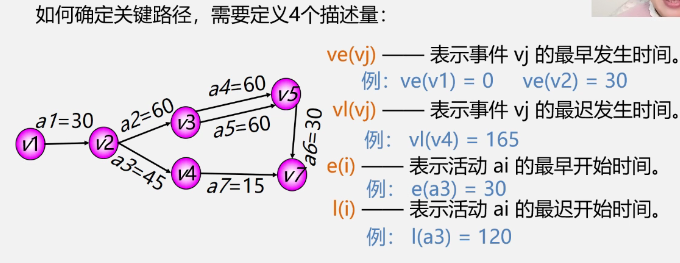 如何确定关键路径，需要定义4个描述量：
ve(vj) —— 表示事件 vj 的最早发生时间。
例：ve(v1) = 0 ve(v2) = 30
vl(vj) —— 表示事件 vj 的最迟发生时间。
例： vl(v4) = 165
e(i) —— 表示活动 ai 的最早开始时间。
例： e(a3) = 30
l(i) —— 表示活动 ai 的最迟开始时间。
例： l(a3) = 120
a1=30
a2=60
a3=45
a4=60
a5=60
a6=30
a7=15
v1
v2
v3
v4
v5
v7